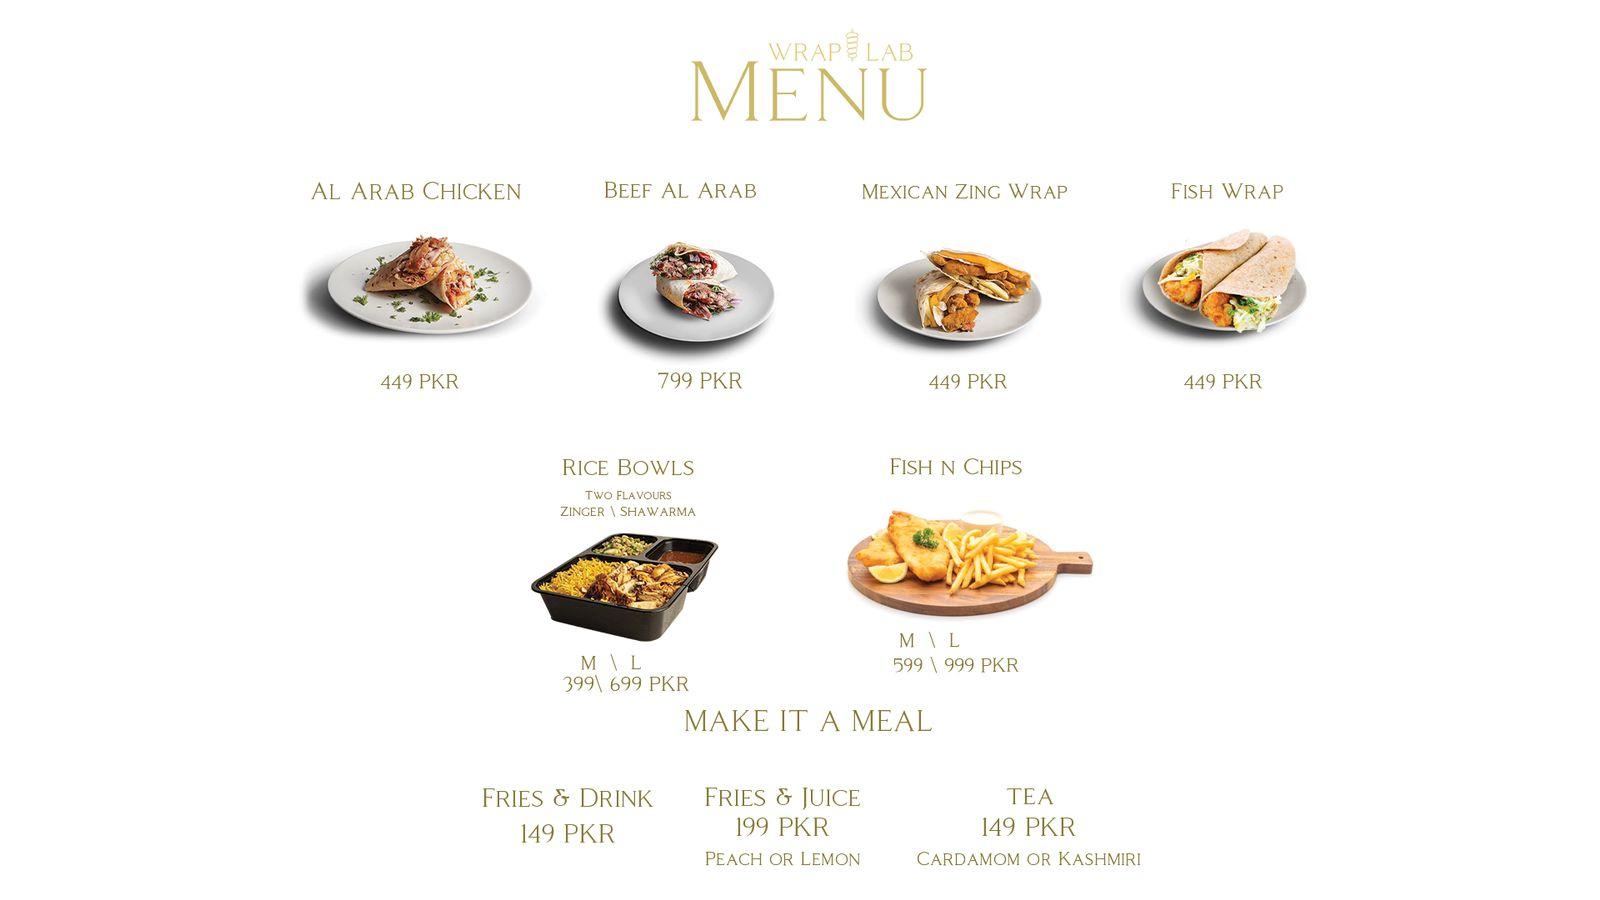 WRAP LAB
MENU
AL ARAB CHICKEN
BEEF AL ARAB
MEXICAN ZING WRAP
FISH WRAP
449 PKR
799 PKR
449 PKR
449 PKR
RICE BOWLS
TWO FLAVOURS
ZINGER \ SHAWARMA
M \ L
399\ 699 PKR
FISH N CHIPS
M \ L
599 \ 999 PKR
MAKE IT A MEAL
FRIES & DRINK
149 PKR
FRIES & JUICE
199 PKR
PEACH OR LEMON
TEA
149 PKR
CARDAMOM OR KASHMIRI